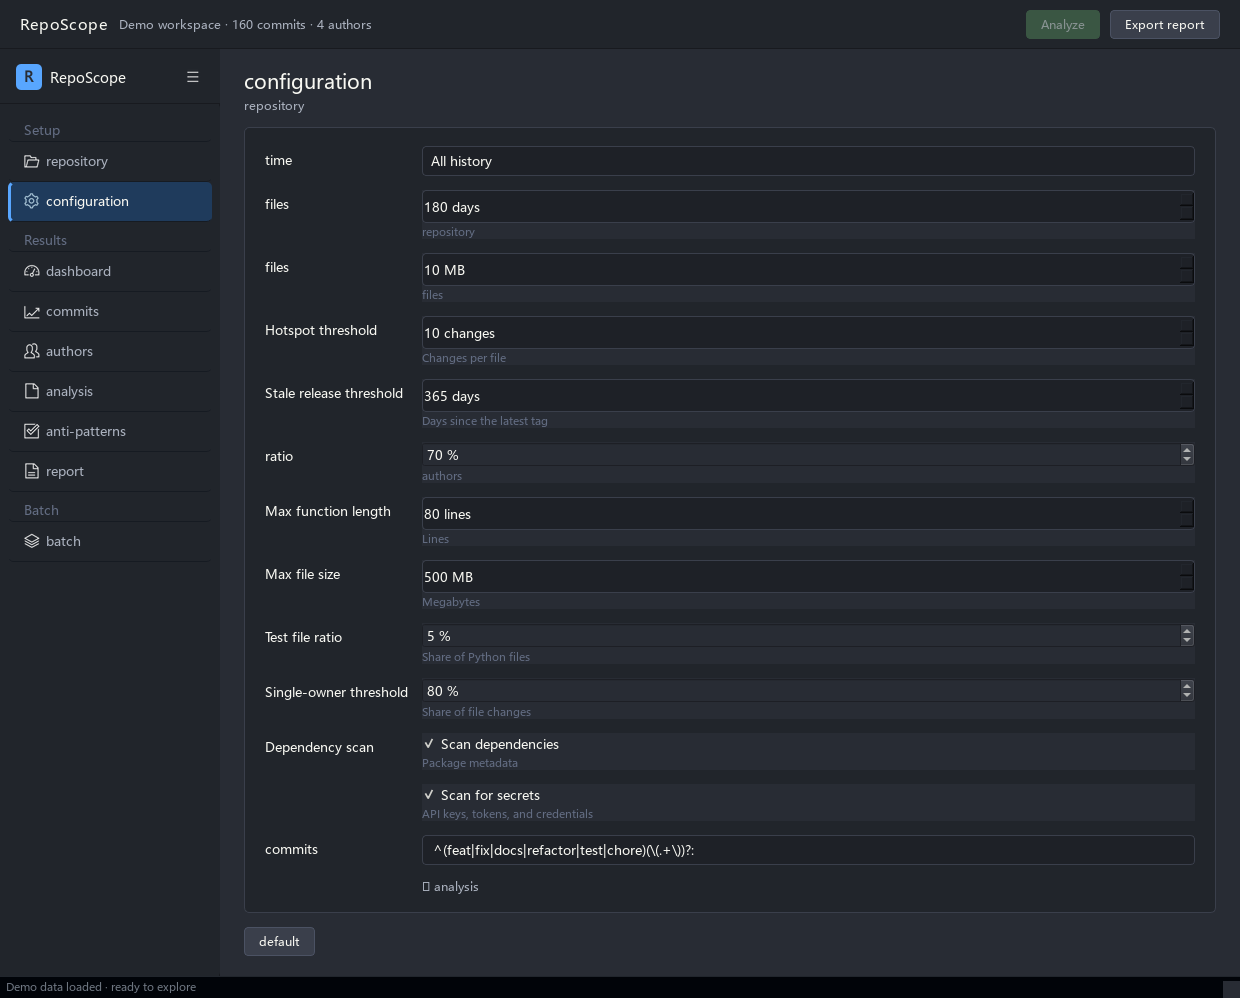 RepoScope Demo workspace · 160 commits · 4 authors Analyze Export report
R RepoScope
Setup
repository
configuration
Results
dashboard
commits
authors
analysis
anti-patterns
report
Batch
batch
configuration
repository
time All history
files 180 days
repository
files 10 MB
files
Hotspot threshold 10 changes
Changes per file
Stale release threshold 365 days
Days since the latest tag
ratio 70 %
authors
Max function length 80 lines
Lines
Max file size 500 MB
Megabytes
Test file ratio 5 %
Share of Python files
Single-owner threshold 80 %
Share of file changes
Dependency scan Scan dependencies
Package metadata
Scan for secrets
API keys, tokens, and credentials
commits ^(feat|fix|docs|refactor|test|chore)(\(.+\))?:
analysis
default
Demo data loaded · ready to explore